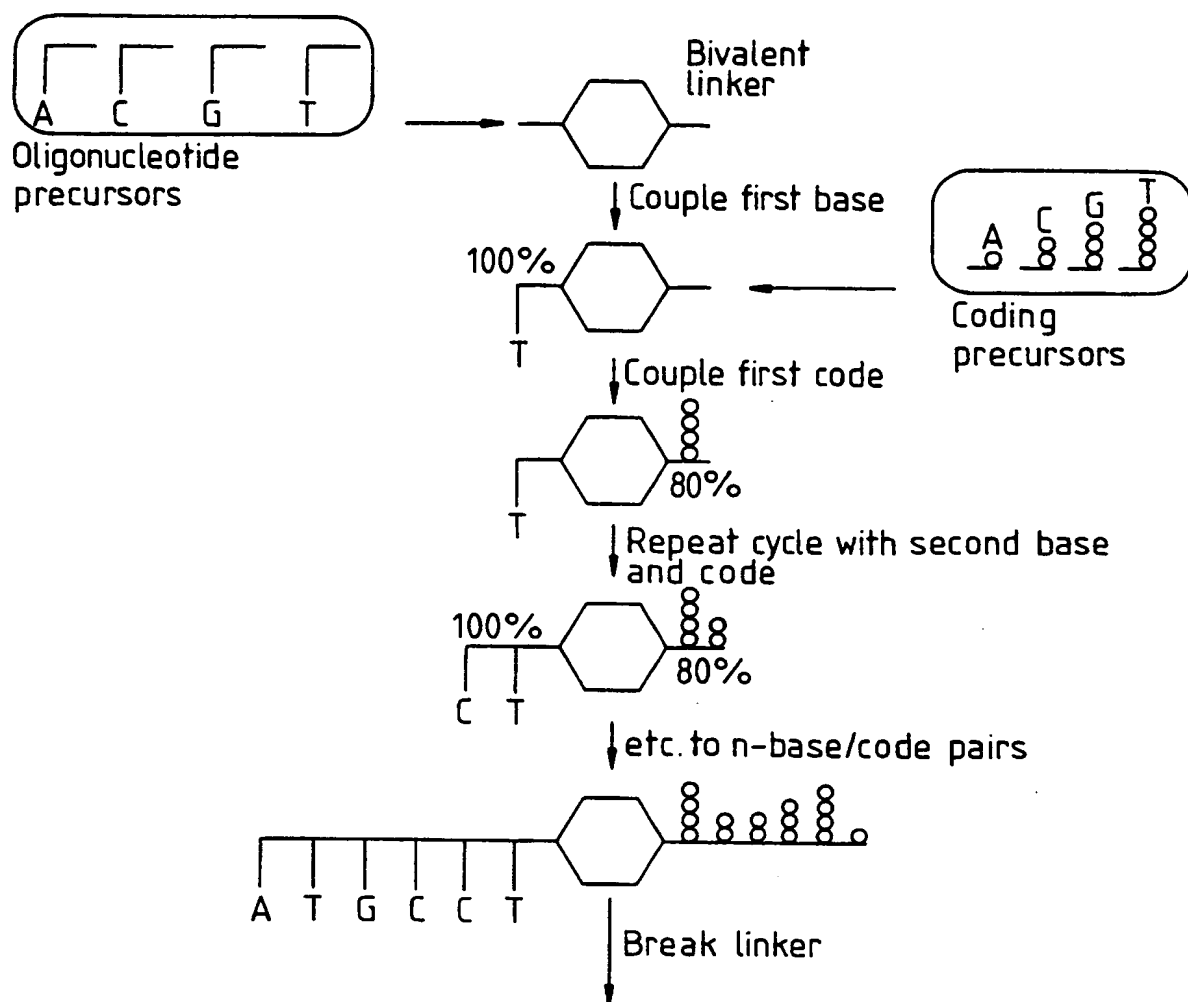 A C G T
Oligonucleotide
precursors
Bivalent
linker
Couple first base
A C G T
Coding
precursors
100%
T
Couple first code
T
80%
Repeat cycle with second base
and code
100%
C T
80%
etc. to n-base/code pairs
A T G C C T
Break linker